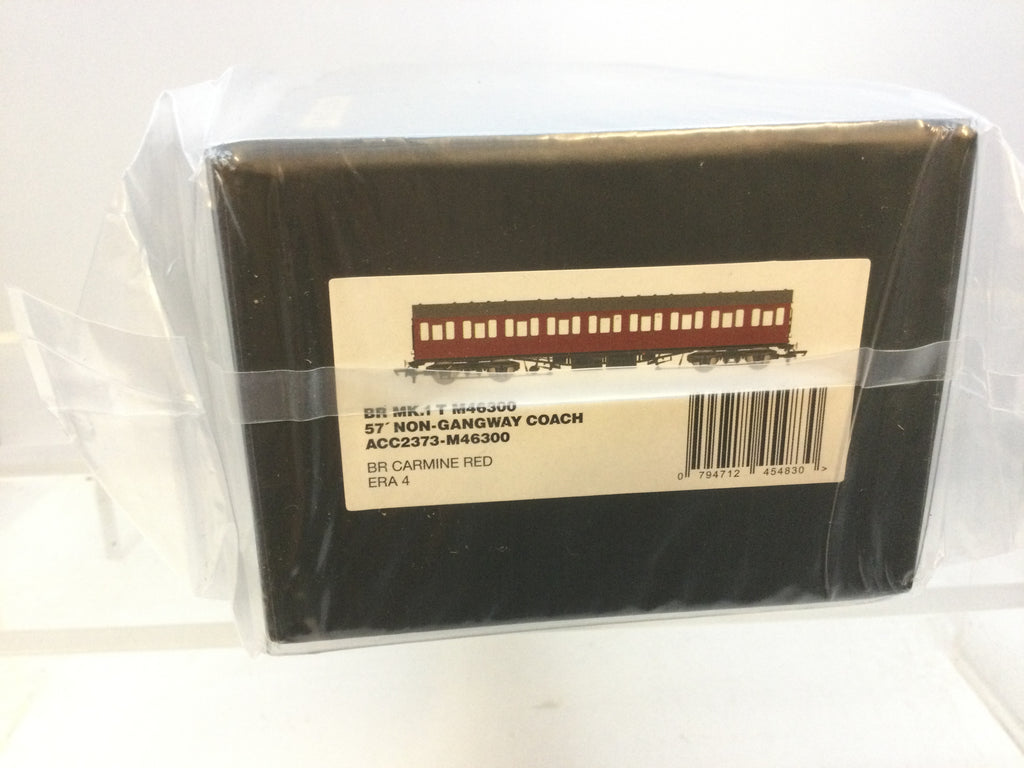 BR MK.1 T M46300
57' NON-GANGWAY COACH
ACC2373-M46300
BR CARMINE RED
ERA 4
0 794712 454830 >